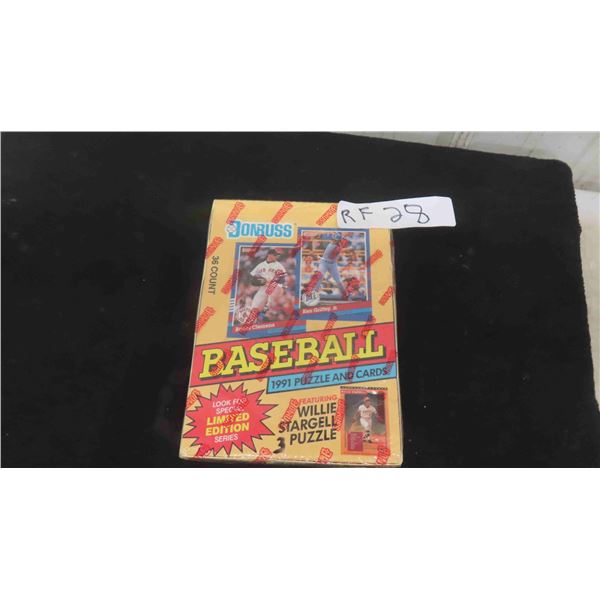 RF 28
DONRUSS
36 COUNT
Roger Clemens
Ken Griffey, Jr.
BASEBALL
1991 PUZZLE AND CARDS
LOOK FOR
SPECIAL
LIMITED
EDITION
SERIES
FEATURING
WILLIE
STARGELL
PUZZLE
3